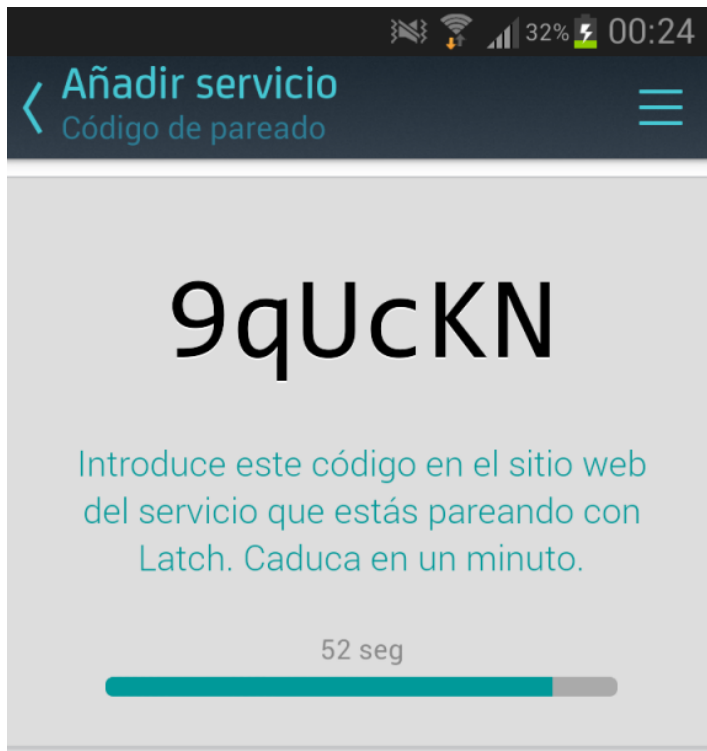 32% 00:24
Añadir servicio
Código de pareado
9qUcKN
Introduce este código en el sitio web
del servicio que estás pareando con
Latch. Caduca en un minuto.
52 seg